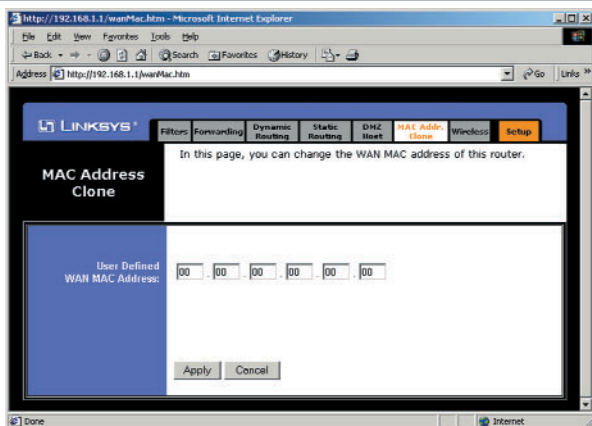 http://192.168.1.1/wanMac.htm - Microsoft Internet Explorer
File Edit View Favorites Tools Help
Back Search Favorites History
Address http://192.168.1.1/wanMac.htm Go Links »
LINKSYS® Filters Forwarding Dynamic Routing Static Routing DMZ Host MAC Addr. Clone Wireless Setup
MAC Address Clone
In this page, you can change the WAN MAC address of this router.
User Defined
WAN MAC Address:
00 . 00 . 00 . 00 . 00 . 00
Apply Cancel
Done Internet